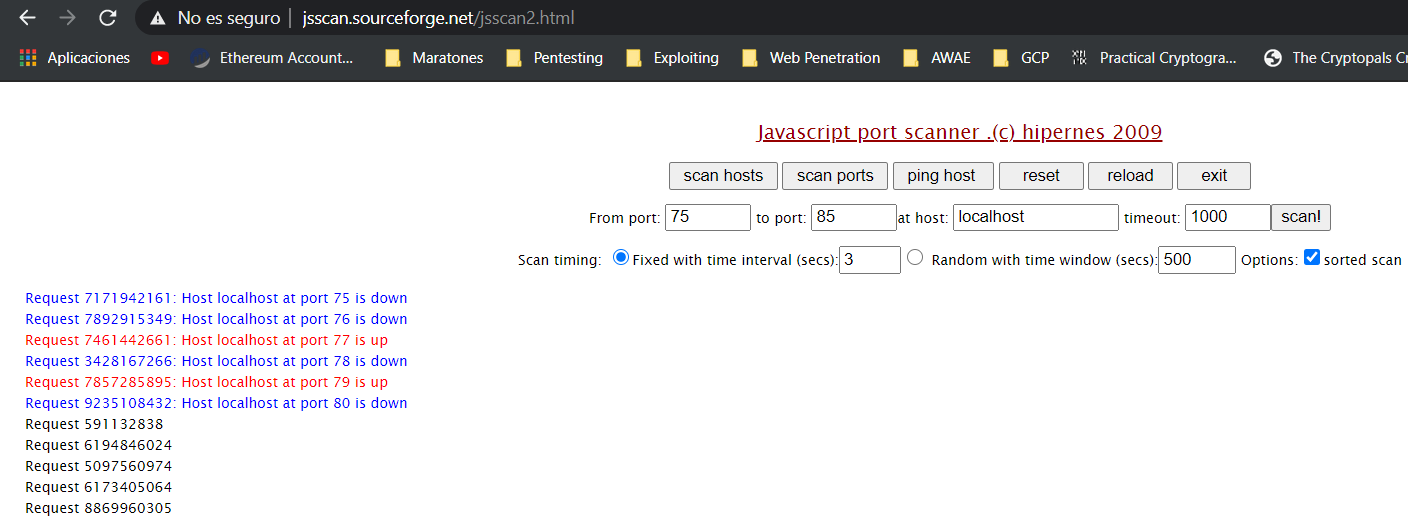 No es seguro | jsscan.sourceforge.net/jsscan2.html
Aplicaciones Ethereum Account... Maratones Pentesting Exploiting Web Penetration AWAE GCP Practical Cryptogra... The Cryptopals Cr
Javascript port scanner .(c) hipernes 2009
scan hosts scan ports ping host reset reload exit
From port: 75 to port: 85 at host: localhost timeout: 1000 scan!
Scan timing: Fixed with time interval (secs): 3 Random with time window (secs): 500 Options: sorted scan
Request 7171942161: Host localhost at port 75 is down
Request 7892915349: Host localhost at port 76 is down
Request 7461442661: Host localhost at port 77 is up
Request 3428167266: Host localhost at port 78 is down
Request 7857285895: Host localhost at port 79 is up
Request 9235108432: Host localhost at port 80 is down
Request 591132838
Request 6194846024
Request 5097560974
Request 6173405064
Request 8869960305